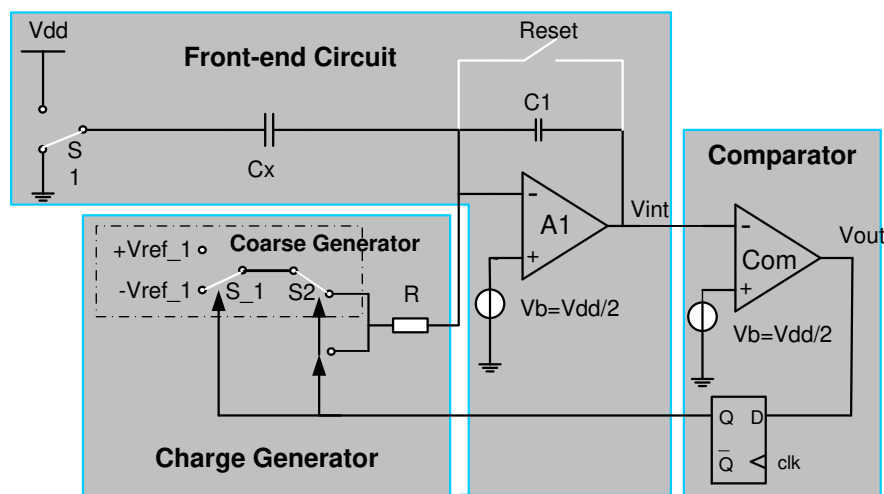 Vdd
Front-end Circuit
Reset
C1
S
1
Cx
Comparator
A1
Vint
Com
Vout
+Vref_1
Coarse Generator
-Vref_1
S_1
S2
R
Vb=Vdd/2
Vb=Vdd/2
Q D
Q clk
Charge Generator